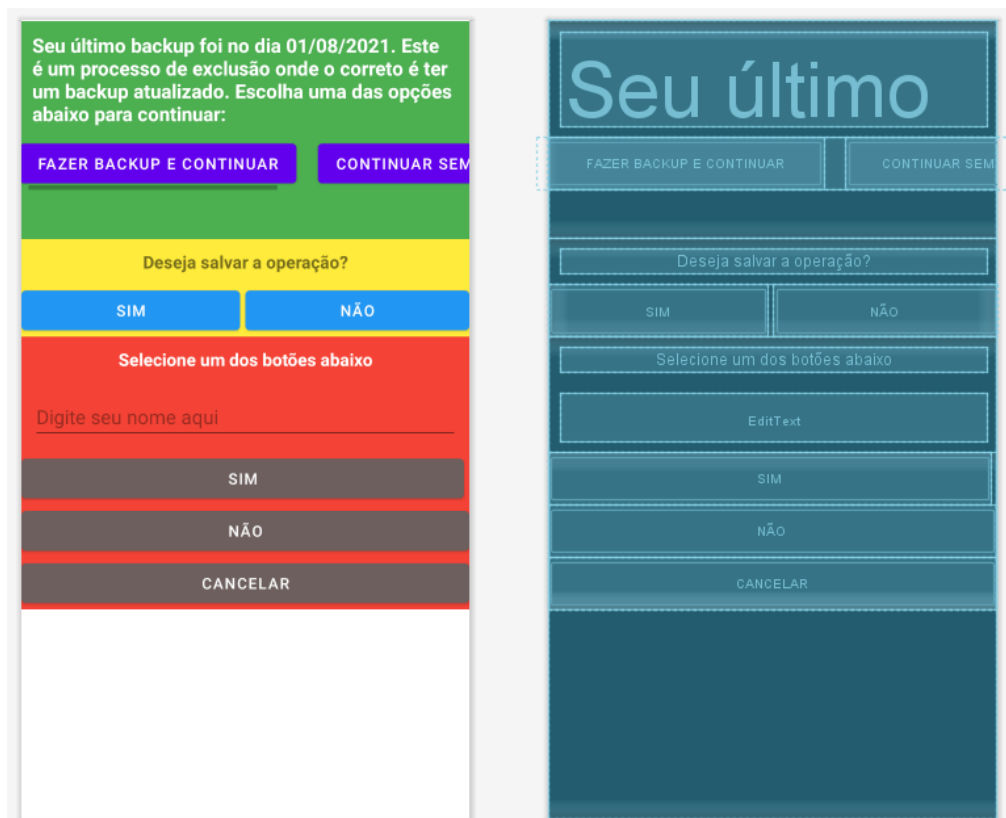 Seu último backup foi no dia 01/08/2021. Este
é um processo de exclusão onde o correto é ter
um backup atualizado. Escolha uma das opções
abaixo para continuar:
FAZER BACKUP E CONTINUAR
CONTINUAR SEM
Deseja salvar a operação?
SIM
NÃO
Selecione um dos botões abaixo
Digite seu nome aqui
SIM
NÃO
CANCELAR
Seu último
FAZER BACKUP E CONTINUAR
CONTINUAR SEM
Deseja salvar a operação?
SIM
NÃO
Selecione um dos botões abaixo
EditText
SIM
NÃO
CANCELAR